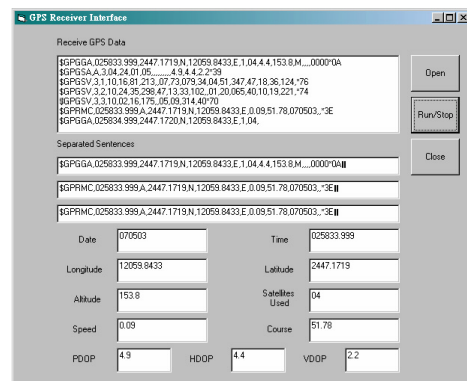 GPS Receiver Interface
Receive GPS Data
$GPGGA,025833.999,2447.1719,N,12059.8433,E,1,04,4.4,153.8,M,,,,0000*0A
$GPGSA,A,3,04,24,01,05,,,,,,,,,4.9,4.4,2.2*39
$GPGSV,3,1,10,16,81,213,,07,73,079,34,04,51,347,47,18,36,124,*76
$GPGSV,3,2,10,24,35,298,47,13,33,102,,01,20,065,40,10,19,221,*74
$GPGSV,3,3,10,02,16,175,,05,09,314,40*70
$GPRMC,025833.999,A,2447.1719,N,12059.8433,E,0.09,51.78,070503,,*3E
$GPGGA,025834.999,2447.1720,N,12059.8433,E,1,04,
Open
Run/Stop
Close
Separated Sentences
$GPGGA,025833.999,2447.1719,N,12059.8433,E,1,04,4.4,153.8,M,,,,0000*0A
$GPRMC,025833.999,A,2447.1719,N,12059.8433,E,0.09,51.78,070503,,*3E
$GPRMC,025833.999,A,2447.1719,N,12059.8433,E,0.09,51.78,070503,,*3E
Date 070503 Time 025833.999
Longitude 12059.8433 Latitude 2447.1719
Altitude 153.8 Satellites Used 04
Speed 0.09 Course 51.78
PDOP 4.9 HDOP 4.4 VDOP 2.2